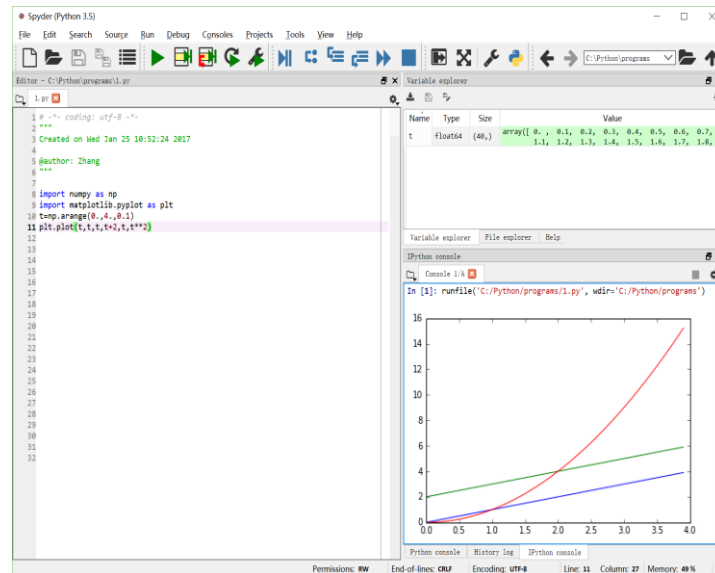 Spyder (Python 3.5)
File Edit Search Source Run Debug Consoles Projects Tools View Help
C:\Python\programs
Editor - C:\Python\programs\1.py
1.py
1 # -*- coding: utf-8 -*-
2 """
3 Created on Wed Jan 25 10:52:24 2017
4
5 @author: Zhang
6 """
7
8 import numpy as np
9 import matplotlib.pyplot as plt
10 t=np.arange(0.,4.,0.1)
11 plt.plot(t,t,t,t+2,t,t**2)
12
13
14
15
16
17
18
19
20
21
22
23
24
25
26
27
28
29
30
31
32
Variable explorer
Name Type Size Value
t float64 (40,) array([ 0. , 0.1, 0.2, 0.3, 0.4, 0.5, 0.6, 0.7,
1.1, 1.2, 1.3, 1.4, 1.5, 1.6, 1.7, 1.8,
Variable explorer File explorer Help
IPython console
Console 1/A
In [1]: runfile('C:/Python/programs/1.py', wdir='C:/Python/programs')
16
14
12
10
8
6
4
2
0
0.0 0.5 1.0 1.5 2.0 2.5 3.0 3.5 4.0
Python console History log IPython console
Permissions: RW End-of-lines: CRLF Encoding: UTF-8 Line: 11 Column: 27 Memory: 49 %